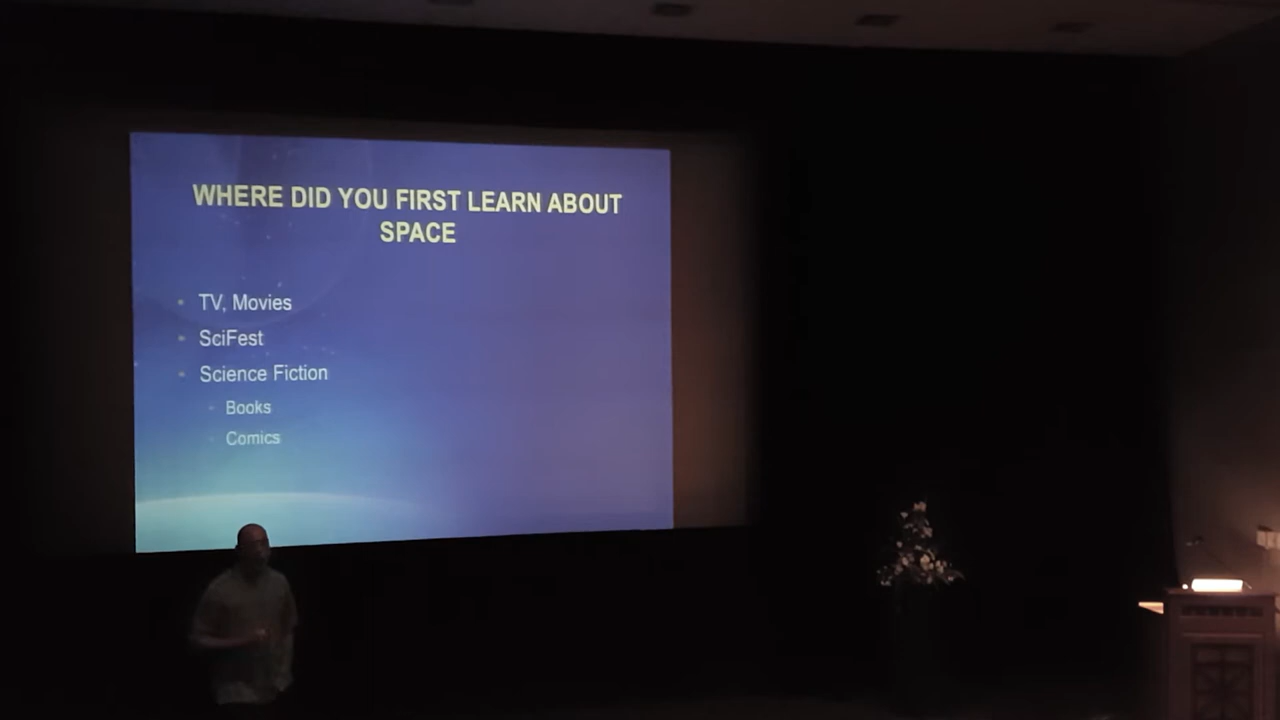 WHERE DID YOU FIRST LEARN ABOUT
SPACE
TV, Movies
SciFest
Science Fiction
Books
Comics